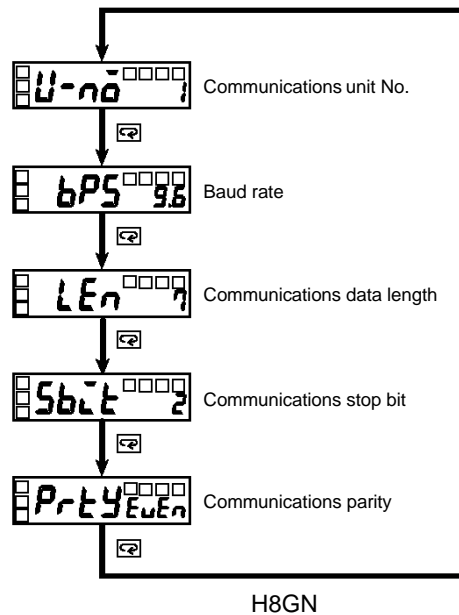 U-no 1
Communications unit No.
bPS 9.6
Baud rate
LEn 7
Communications data length
Sbit 2
Communications stop bit
PrtY EvEn
Communications parity
H8GN